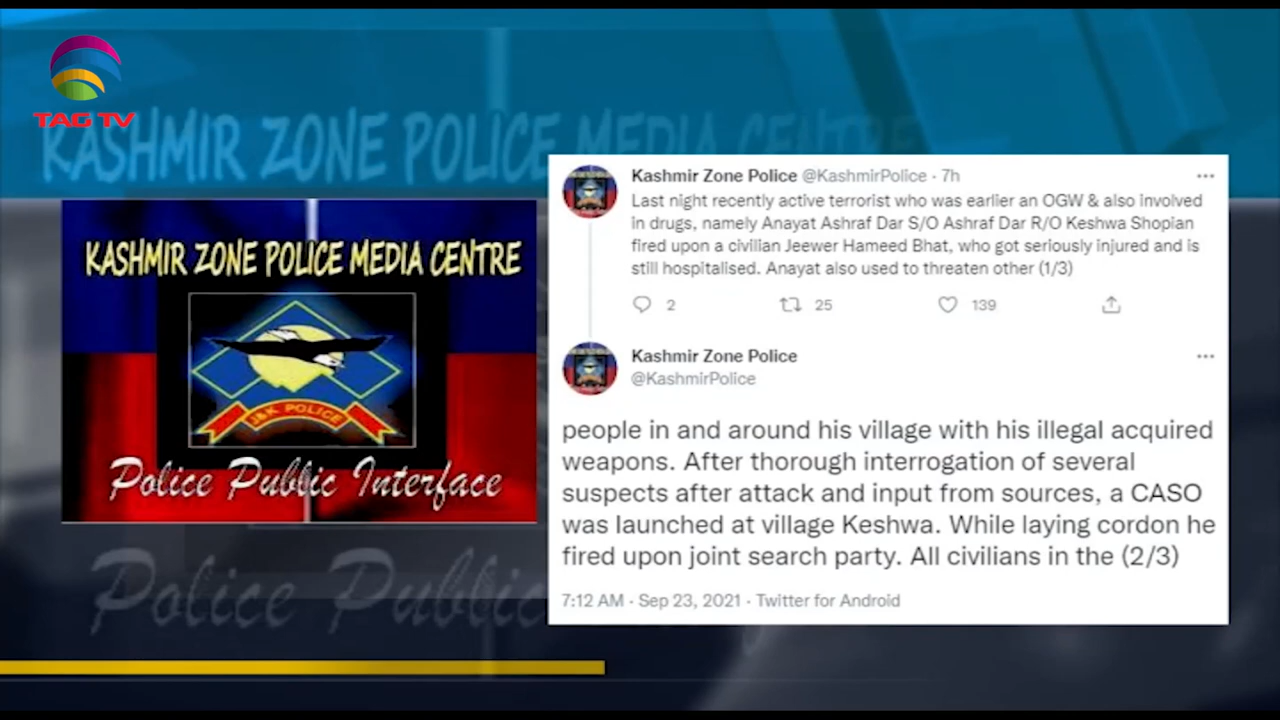 TAG TV
KASHMIR ZONE POLICE MEDIA CENTRE
KASHMIR ZONE POLICE MEDIA CENTRE
J&K POLICE
Police Public Interface
Police Public
Kashmir Zone Police @KashmirPolice · 7h
Last night recently active terrorist who was earlier an OGW & also involved
in drugs, namely Anayat Ashraf Dar S/O Ashraf Dar R/O Keshwa Shopian
fired upon a civilian Jeewer Hameed Bhat, who got seriously injured and is
still hospitalised. Anayat also used to threaten other (1/3)
2 25 139
Kashmir Zone Police
@KashmirPolice
people in and around his village with his illegal acquired
weapons. After thorough interrogation of several
suspects after attack and input from sources, a CASO
was launched at village Keshwa. While laying cordon he
fired upon joint search party. All civilians in the (2/3)
7:12 AM · Sep 23, 2021 · Twitter for Android